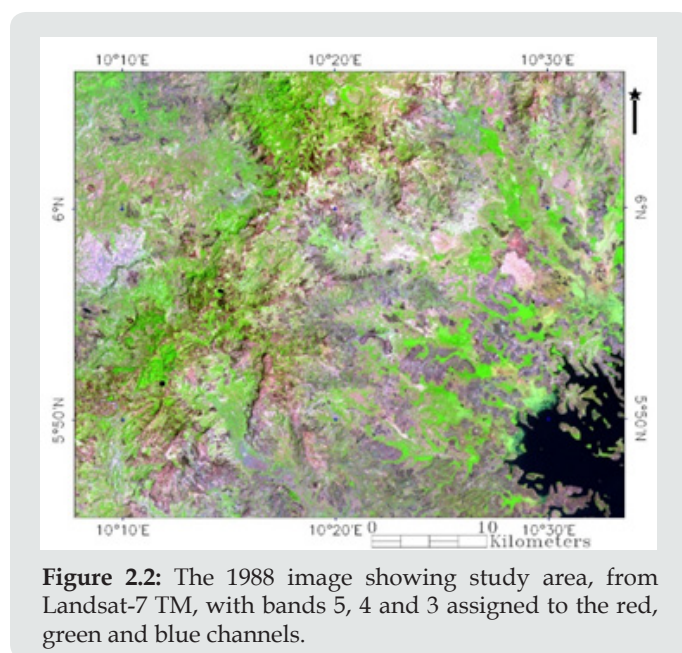 10°10'E 10°20'E 10°30'E
6°N 6°N
5°50'N 5°50'N
10°10'E 10°20'E 10°30'E
0 10
Kilometers
Figure 2.2: The 1988 image showing study area, from
Landsat-7 TM, with bands 5, 4 and 3 assigned to the red,
green and blue channels.